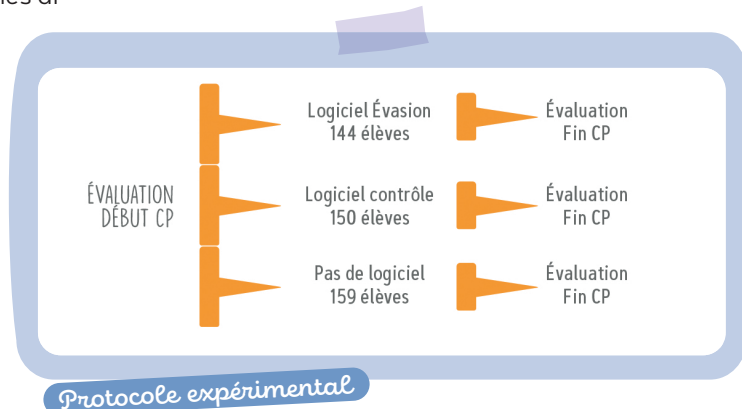 Logiciel Évasion
144 élèves
Évaluation
Fin CP
ÉVALUATION
DÉBUT CP
Logiciel contrôle
150 élèves
Évaluation
Fin CP
Pas de logiciel
159 élèves
Évaluation
Fin CP
Protocole expérimental